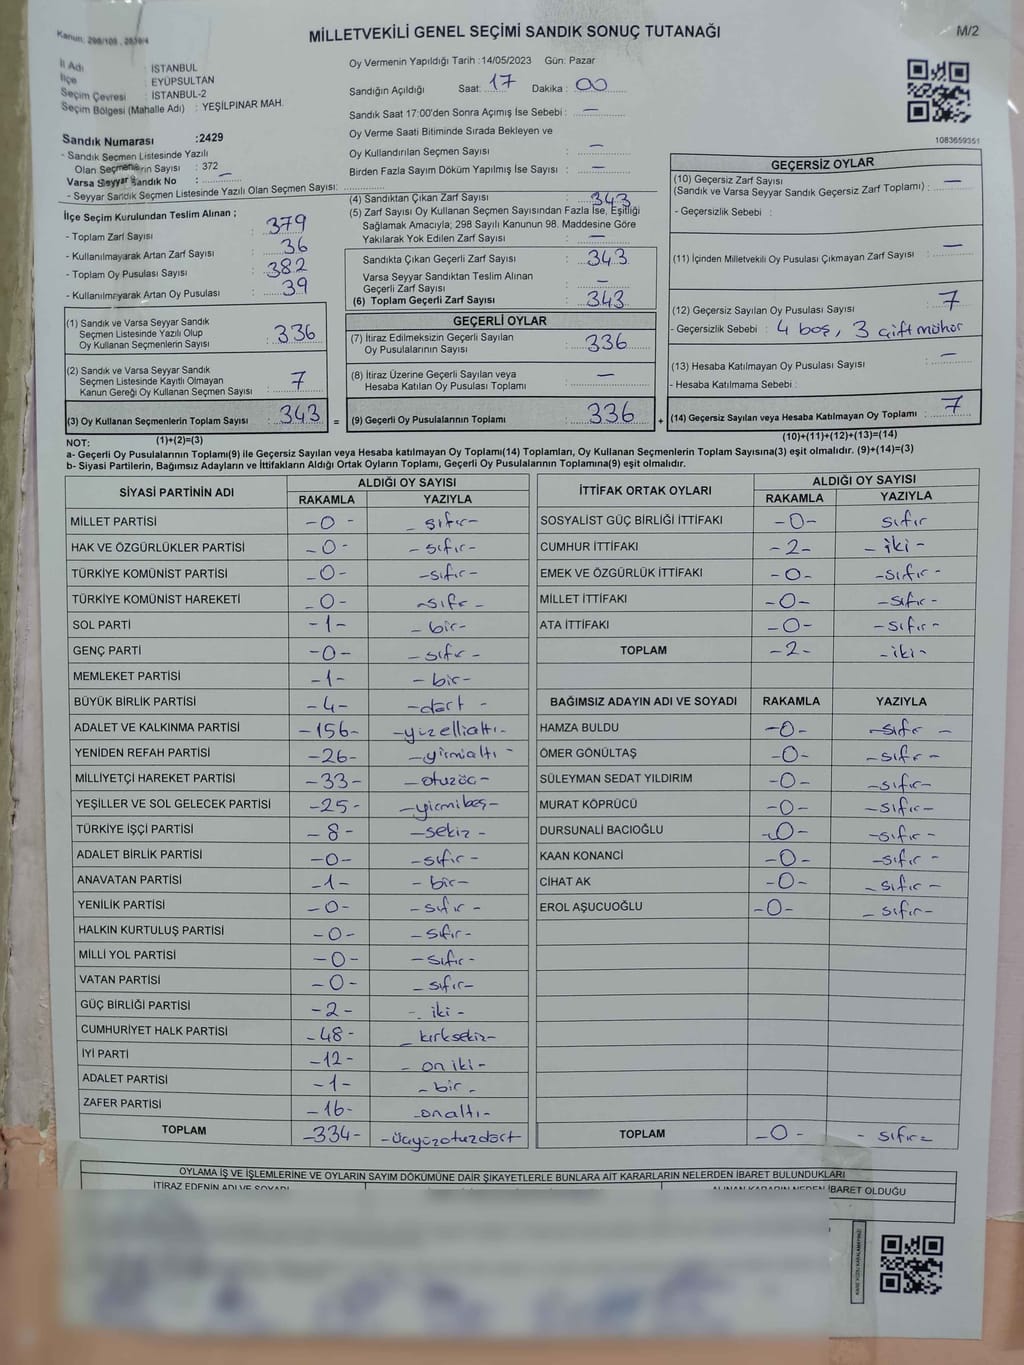 Kanun: 298/109, 2839/4
MİLLETVEKİLİ GENEL SEÇİMİ SANDIK SONUÇ TUTANAĞI
M/2
İl Adı : İSTANBUL
İlçe : EYÜPSULTAN
Seçim Çevresi : İSTANBUL-2
Seçim Bölgesi (Mahalle Adı) : YEŞİLPINAR MAH.
Sandık Numarası :2429
- Sandık Seçmen Listesinde Yazılı
Olan Seçmenlerin Sayısı : 372
Varsa Seyyar Sandık No : —
- Seyyar Sandık Seçmen Listesinde Yazılı Olan Seçmen Sayısı:
Oy Vermenin Yapıldığı Tarih :14/05/2023 Gün: Pazar
Sandığın Açıldığı Saat: 17 Dakika : 00
Sandık Saat 17:00'den Sonra Açımış İse Sebebi : —
Oy Verme Saati Bitiminde Sırada Bekleyen ve
Oy Kullandırılan Seçmen Sayısı : —
Birden Fazla Sayım Döküm Yapılmış İse Sayısı : —
1083659351
İlçe Seçim Kurulundan Teslim Alınan ;
- Toplam Zarf Sayısı : 379
- Kullanılmayarak Artan Zarf Sayısı : 36
- Toplam Oy Pusulası Sayısı : 382
- Kullanılmayarak Artan Oy Pusulası : 39
(1) Sandık ve Varsa Seyyar Sandık
Seçmen Listesinde Yazılı Olup
Oy Kullanan Seçmenlerin Sayısı : 336
(2) Sandık ve Varsa Seyyar Sandık
Seçmen Listesinde Kayıtlı Olmayan
Kanun Gereği Oy Kullanan Seçmen Sayısı : 7
(3) Oy Kullanan Seçmenlerin Toplam Sayısı : 343 =
(4) Sandıktan Çıkan Zarf Sayısı : 343
(5) Zarf Sayısı Oy Kullanan Seçmen Sayısından Fazla İse, Eşitliği
Sağlamak Amacıyla; 298 Sayılı Kanunun 98. Maddesine Göre
Yakılarak Yok Edilen Zarf Sayısı : —
Sandıkta Çıkan Geçerli Zarf Sayısı : 343
Varsa Seyyar Sandıktan Teslim Alınan
Geçerli Zarf Sayısı : —
(6) Toplam Geçerli Zarf Sayısı : 343
GEÇERLİ OYLAR
(7) İtiraz Edilmeksizin Geçerli Sayılan
Oy Pusulalarının Sayısı : 336
(8) İtiraz Üzerine Geçerli Sayılan veya
Hesaba Katılan Oy Pusulası Toplamı : —
(9) Geçerli Oy Pusulalarının Toplamı : 336 +
GEÇERSİZ OYLAR
(10) Geçersiz Zarf Sayısı
(Sandık ve Varsa Seyyar Sandık Geçersiz Zarf Toplamı) : —
- Geçersizlik Sebebi :
(11) İçinden Milletvekili Oy Pusulası Çıkmayan Zarf Sayısı : —
(12) Geçersiz Sayılan Oy Pusulası Sayısı : 7
- Geçersizlik Sebebi : 4 boş, 3 çift mühür
(13) Hesaba Katılmayan Oy Pusulası Sayısı : —
- Hesaba Katılmama Sebebi :
(14) Geçersiz Sayılan veya Hesaba Katılmayan Oy Toplamı : 7
NOT: (1)+(2)=(3)
(10)+(11)+(12)+(13)=(14)
a- Geçerli Oy Pusulalarının Toplamı(9) ile Geçersiz Sayılan veya Hesaba katılmayan Oy Toplamı(14) Toplamları, Oy Kullanan Seçmenlerin Toplam Sayısına(3) eşit olmalıdır. (9)+(14)=(3)
b- Siyasi Partilerin, Bağımsız Adayların ve İttifakların Aldığı Ortak Oyların Toplamı, Geçerli Oy Pusulalarının Toplamına(9) eşit olmalıdır.
SİYASİ PARTİNİN ADI ALDIĞI OY SAYISI
RAKAMLA YAZIYLA
MİLLET PARTİSİ -0- -sıfır-
HAK VE ÖZGÜRLÜKLER PARTİSİ -0- -sıfır-
TÜRKİYE KOMÜNİST PARTİSİ -0- -sıfır-
TÜRKİYE KOMÜNİST HAREKETİ -0- -sıfır-
SOL PARTİ -1- -bir-
GENÇ PARTİ -0- -sıfır-
MEMLEKET PARTİSİ -1- -bir-
BÜYÜK BİRLİK PARTİSİ -4- -dört-
ADALET VE KALKINMA PARTİSİ -156- -yüzellialtı-
YENİDEN REFAH PARTİSİ -26- -yirmialtı-
MİLLİYETÇİ HAREKET PARTİSİ -33- -otuzüç-
YEŞİLLER VE SOL GELECEK PARTİSİ -25- -yirmibeş-
TÜRKİYE İŞÇİ PARTİSİ -8- -sekiz-
ADALET BİRLİK PARTİSİ -0- -sıfır-
ANAVATAN PARTİSİ -1- -bir-
YENİLİK PARTİSİ -0- -sıfır-
HALKIN KURTULUŞ PARTİSİ -0- -sıfır-
MİLLİ YOL PARTİSİ -0- -sıfır-
VATAN PARTİSİ -0- -sıfır-
GÜÇ BİRLİĞİ PARTİSİ -2- -iki-
CUMHURİYET HALK PARTİSİ -48- -kırksekiz-
İYİ PARTİ -12- -on iki-
ADALET PARTİSİ -1- -bir-
ZAFER PARTİSİ -16- -onaltı-
TOPLAM -334- -üçyüzotuzdört
İTTİFAK ORTAK OYLARI ALDIĞI OY SAYISI
RAKAMLA YAZIYLA
SOSYALİST GÜÇ BİRLİĞİ İTTİFAKI -0- sıfır
CUMHUR İTTİFAKI -2- -iki-
EMEK VE ÖZGÜRLÜK İTTİFAKI -0- -sıfır-
MİLLET İTTİFAKI -0- -sıfır-
ATA İTTİFAKI -0- -sıfır-
TOPLAM -2- -iki-
BAĞIMSIZ ADAYIN ADI VE SOYADI RAKAMLA YAZIYLA
HAMZA BULDU -0- -sıfır-
ÖMER GÖNÜLTAŞ -0- -sıfır-
SÜLEYMAN SEDAT YILDIRIM -0- -sıfır-
MURAT KÖPRÜCÜ -0- -sıfır-
DURSUNALİ BACIOĞLU -0- -sıfır-
KAAN KONANCİ -0- -sıfır-
CİHAT AK -0- -sıfır-
EROL AŞUCUOĞLU -0- -sıfır-
TOPLAM -0- -sıfır-
OYLAMA İŞ VE İŞLEMLERİNE VE OYLARIN SAYIM DÖKÜMÜNE DAİR ŞİKAYETLERLE BUNLARA AİT KARARLARIN NELERDEN İBARET BULUNDUKLARI
İTİRAZ EDENİN ADI VE SOYADI
ALINAN KARARIN NEDEN İBARET OLDUĞU